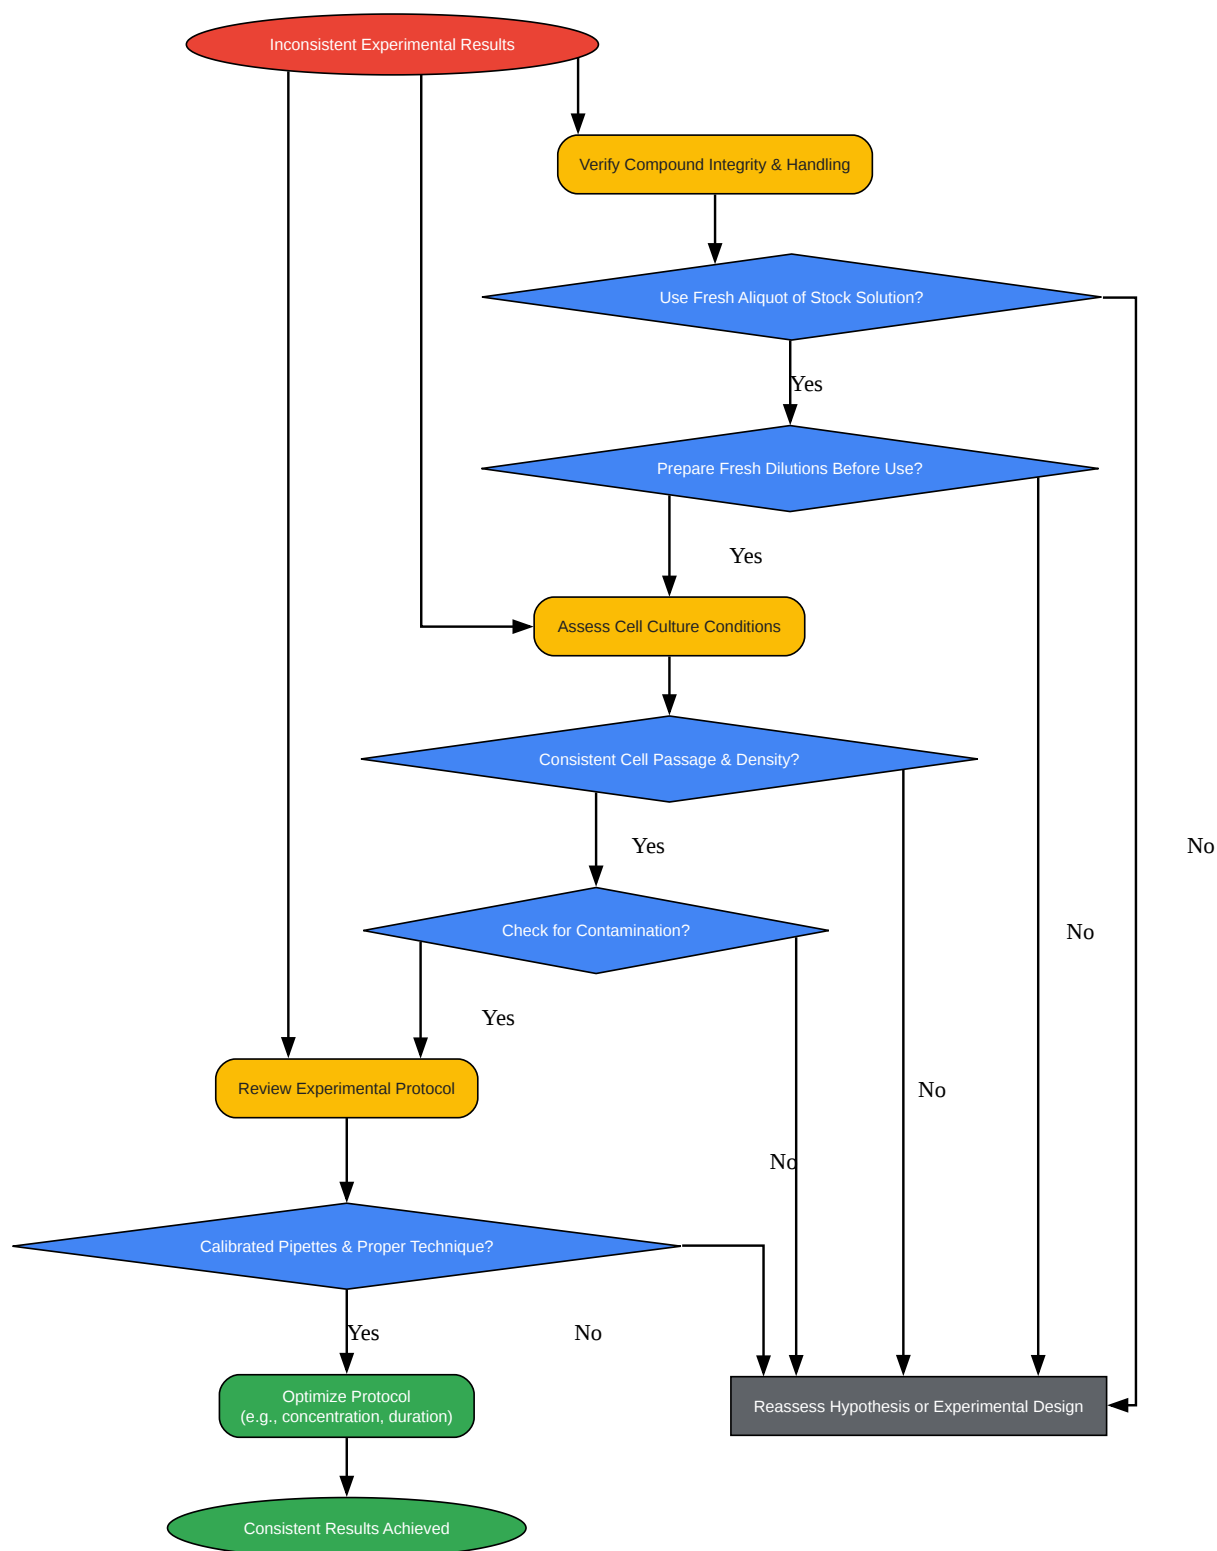 Inconsistent Experimental Results
Verify Compound Integrity & Handling
Use Fresh Aliquot of Stock Solution?
Yes
Prepare Fresh Dilutions Before Use?
Yes
Assess Cell Culture Conditions
Consistent Cell Passage & Density?
Yes
No
Check for Contamination?
No
Yes
Review Experimental Protocol
No
No
Calibrated Pipettes & Proper Technique?
Yes
No
Optimize Protocol
(e.g., concentration, duration)
Reassess Hypothesis or Experimental Design
Consistent Results Achieved